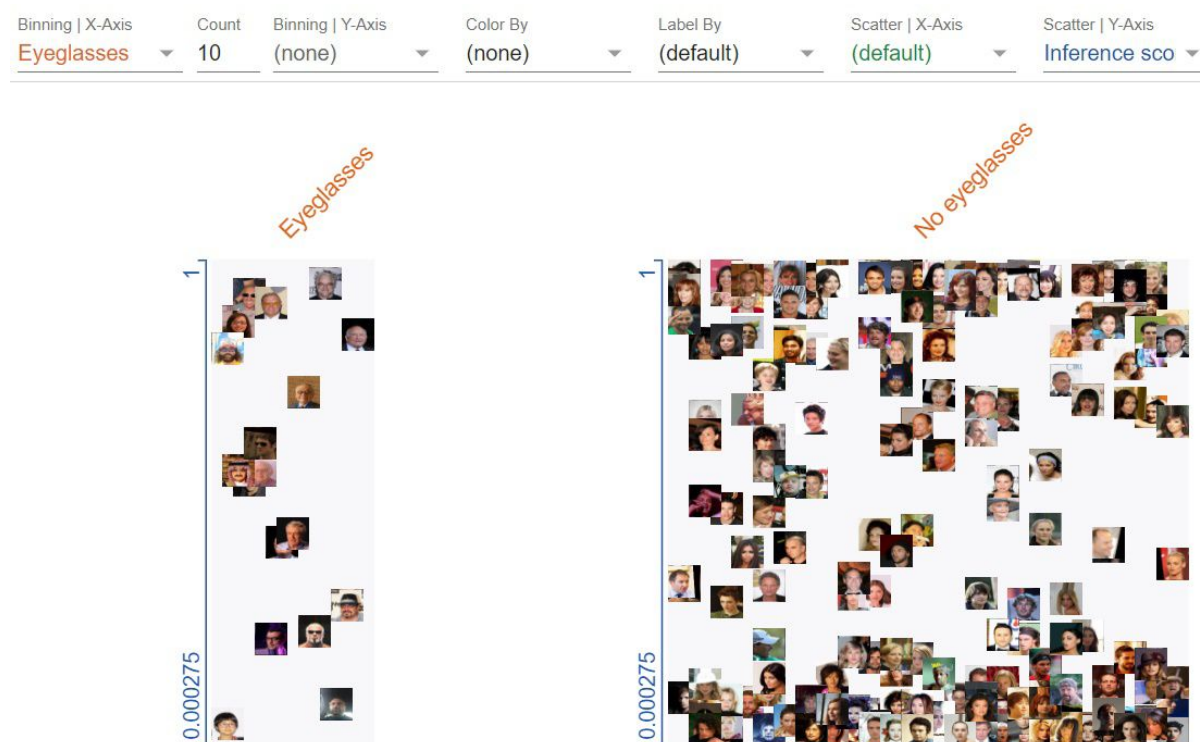 Binning | X-Axis
Eyeglasses
Count
10
Binning | Y-Axis
(none)
Color By
(none)
Label By
(default)
Scatter | X-Axis
(default)
Scatter | Y-Axis
Inference sco
Eyeglasses
No eyeglasses
1
0.000275
1
0.000275